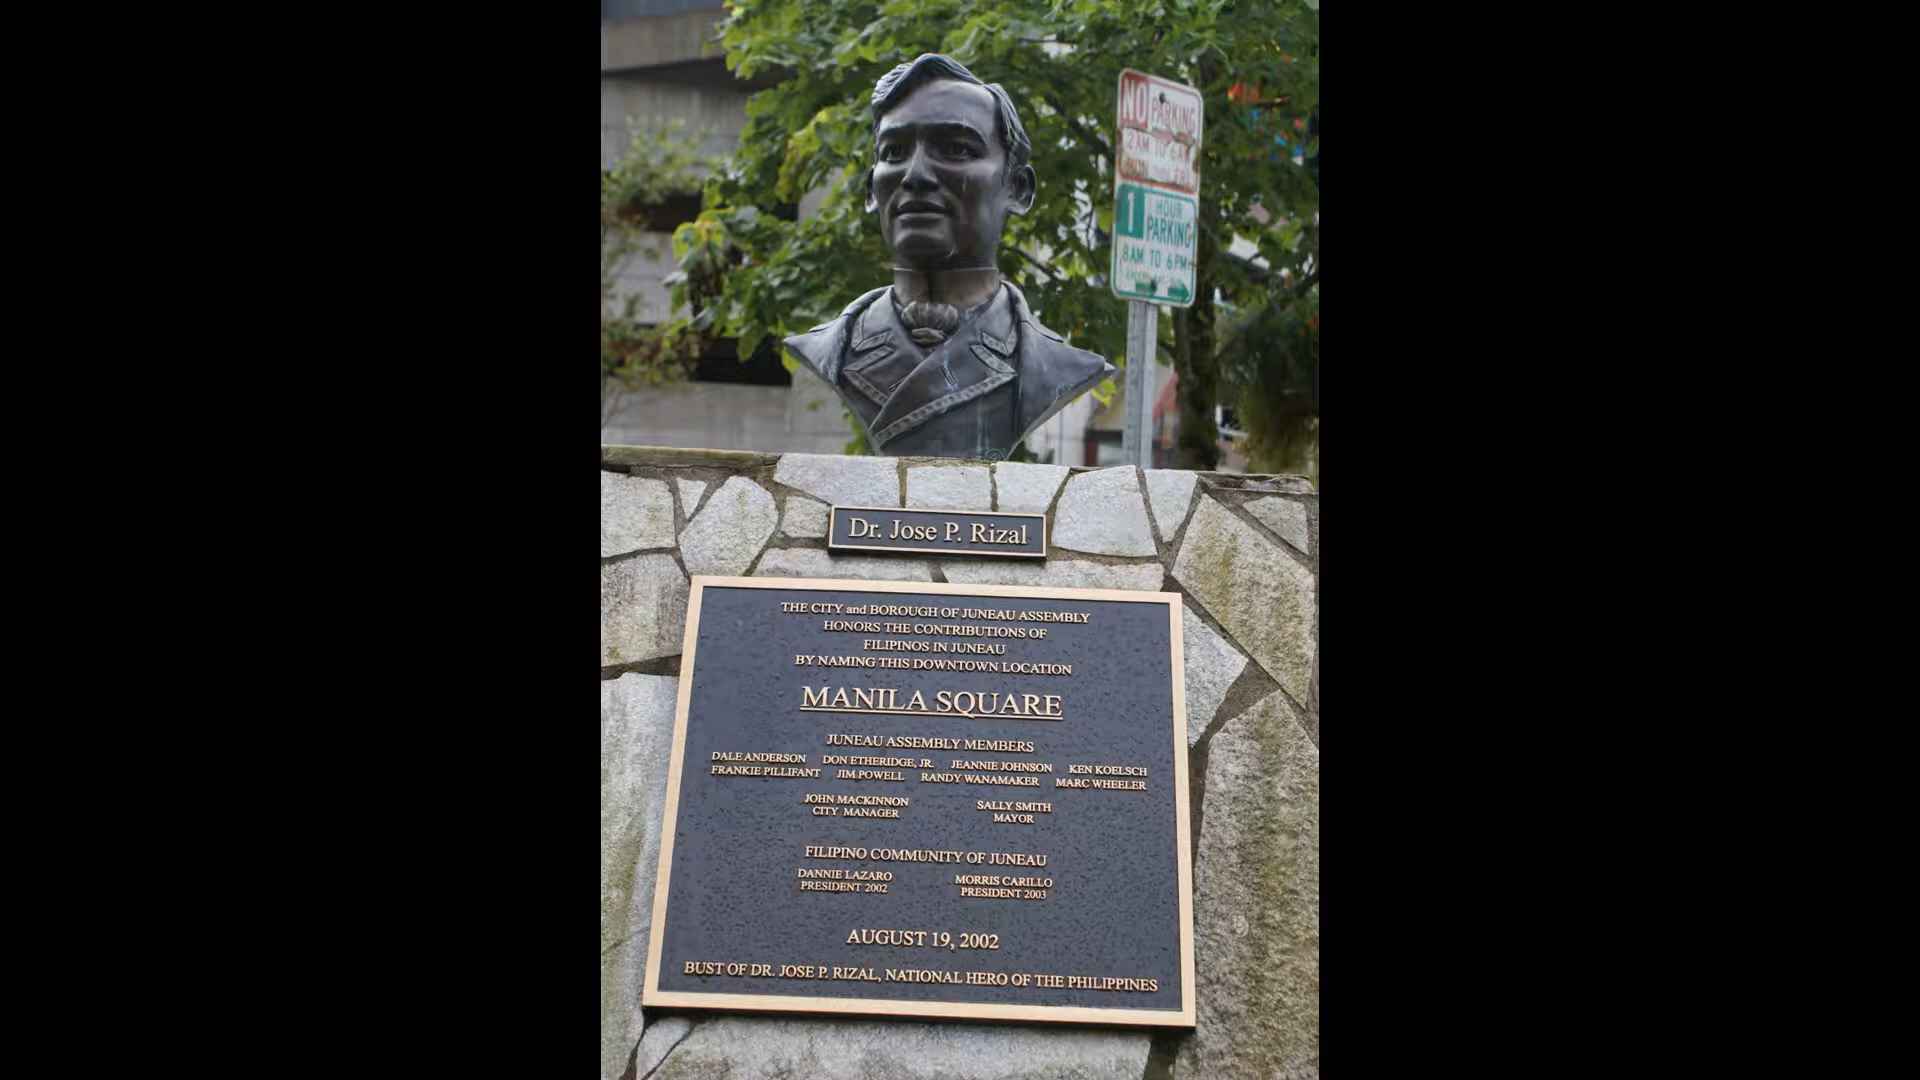 NO PARKING
2AM TO 6AM
1 HOUR
PARKING
8AM TO 6PM
Dr. Jose P. Rizal
THE CITY and BOROUGH OF JUNEAU ASSEMBLY
HONORS THE CONTRIBUTIONS OF
FILIPINOS IN JUNEAU
BY NAMING THIS DOWNTOWN LOCATION
MANILA SQUARE
JUNEAU ASSEMBLY MEMBERS
DALE ANDERSON DON ETHERIDGE, JR. JEANNIE JOHNSON KEN KOELSCH
FRANKIE PILLIFANT JIM POWELL RANDY WANAMAKER MARC WHEELER
JOHN MACKINNON SALLY SMITH
CITY MANAGER MAYOR
FILIPINO COMMUNITY OF JUNEAU
DANNIE LAZARO MORRIS CARILLO
PRESIDENT 2002 PRESIDENT 2003
AUGUST 19, 2002
BUST OF DR. JOSE P. RIZAL, NATIONAL HERO OF THE PHILIPPINES